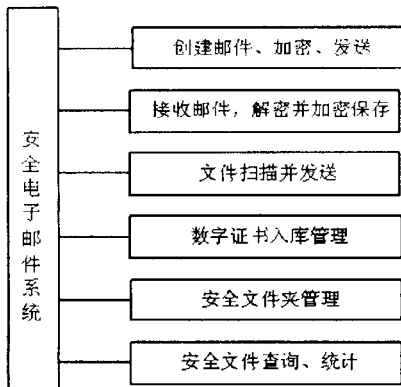 安全电子邮件系统
创建邮件、加密、发送
接收邮件，解密并加密保存
文件扫描并发送
数字证书入库管理
安全文件夹管理
安全文件查询、统计